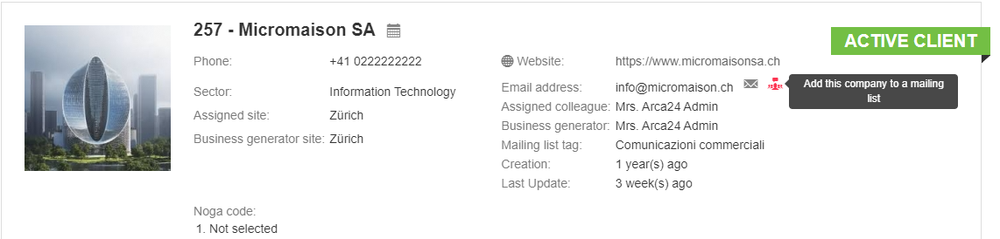 257 - Micromaison SA
ACTIVE CLIENT
Phone: +41 0222222222
Website: https://www.micromaisonsa.ch
Email address: info@micromaison.ch
Add this company to a mailing
list
Sector: Information Technology
Assigned colleague: Mrs. Arca24 Admin
Assigned site: Zürich
Business generator: Mrs. Arca24 Admin
Business generator site: Zürich
Mailing list tag: Comunicazioni commerciali
Creation: 1 year(s) ago
Last Update: 3 week(s) ago
Noga code:
1. Not selected